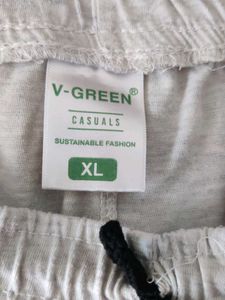 V-GREEN®
CASUALS
SUSTAINABLE FASHION
XL